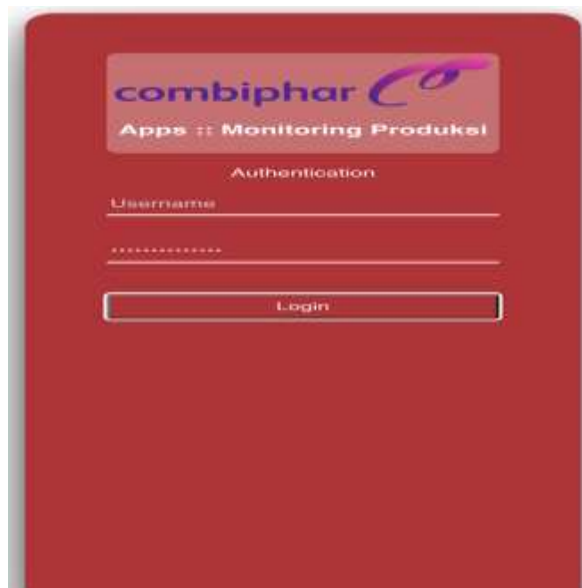 combiphar
Apps :: Monitoring Produksi
Authentication
Username
..............
Login